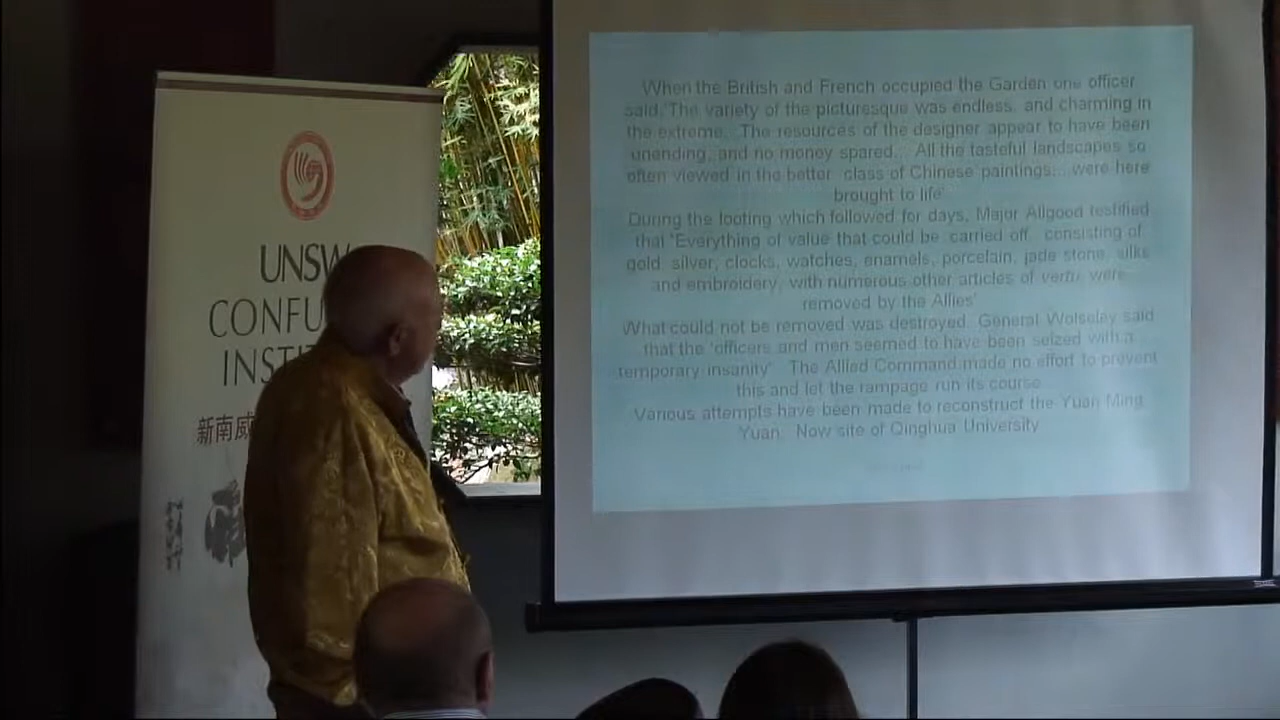 UNSW
CONFU
INSTI
新南威
When the British and French occupied the Garden one officer
said,'The variety of the picturesque was endless, and charming in
the extreme. The resources of the designer appear to have been
unending, and no money spared... All the tasteful landscapes so
often viewed in the better class of Chinese paintings....were here
brought to life'
During the looting which followed for days, Major Allgood testified
that 'Everything of value that could be carried off, consisting of
gold, silver, clocks, watches, enamels, porcelain, jade stone, silks
and embroidery, with numerous other articles of vertu were
removed by the Allies'
What could not be removed was destroyed. General Wolselay said
that the 'officers and men seemed to have been seized with a
temporary insanity' The Allied Command made no effort to prevent
this and let the rampage run its course
Various attempts have been made to reconstruct the Yuan Ming
Yuan. Now site of Qinghua University